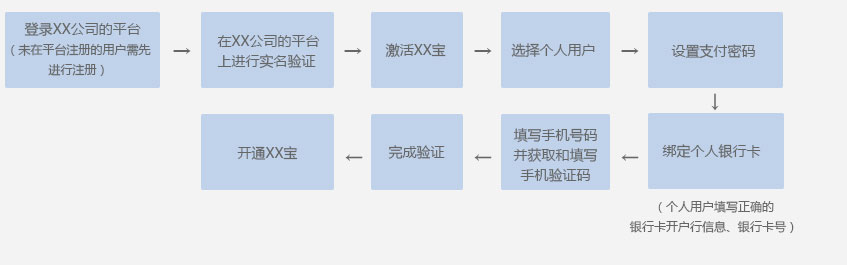 登录XX公司的平台
（未在平台注册的用户需先
进行注册）
在XX公司的平台
上进行实名验证
激活XX宝
选择个人用户
设置支付密码
绑定个人银行卡
（个人用户填写正确的
银行卡开户行信息、银行卡号）
填写手机号码
并获取和填写
手机验证码
完成验证
开通XX宝